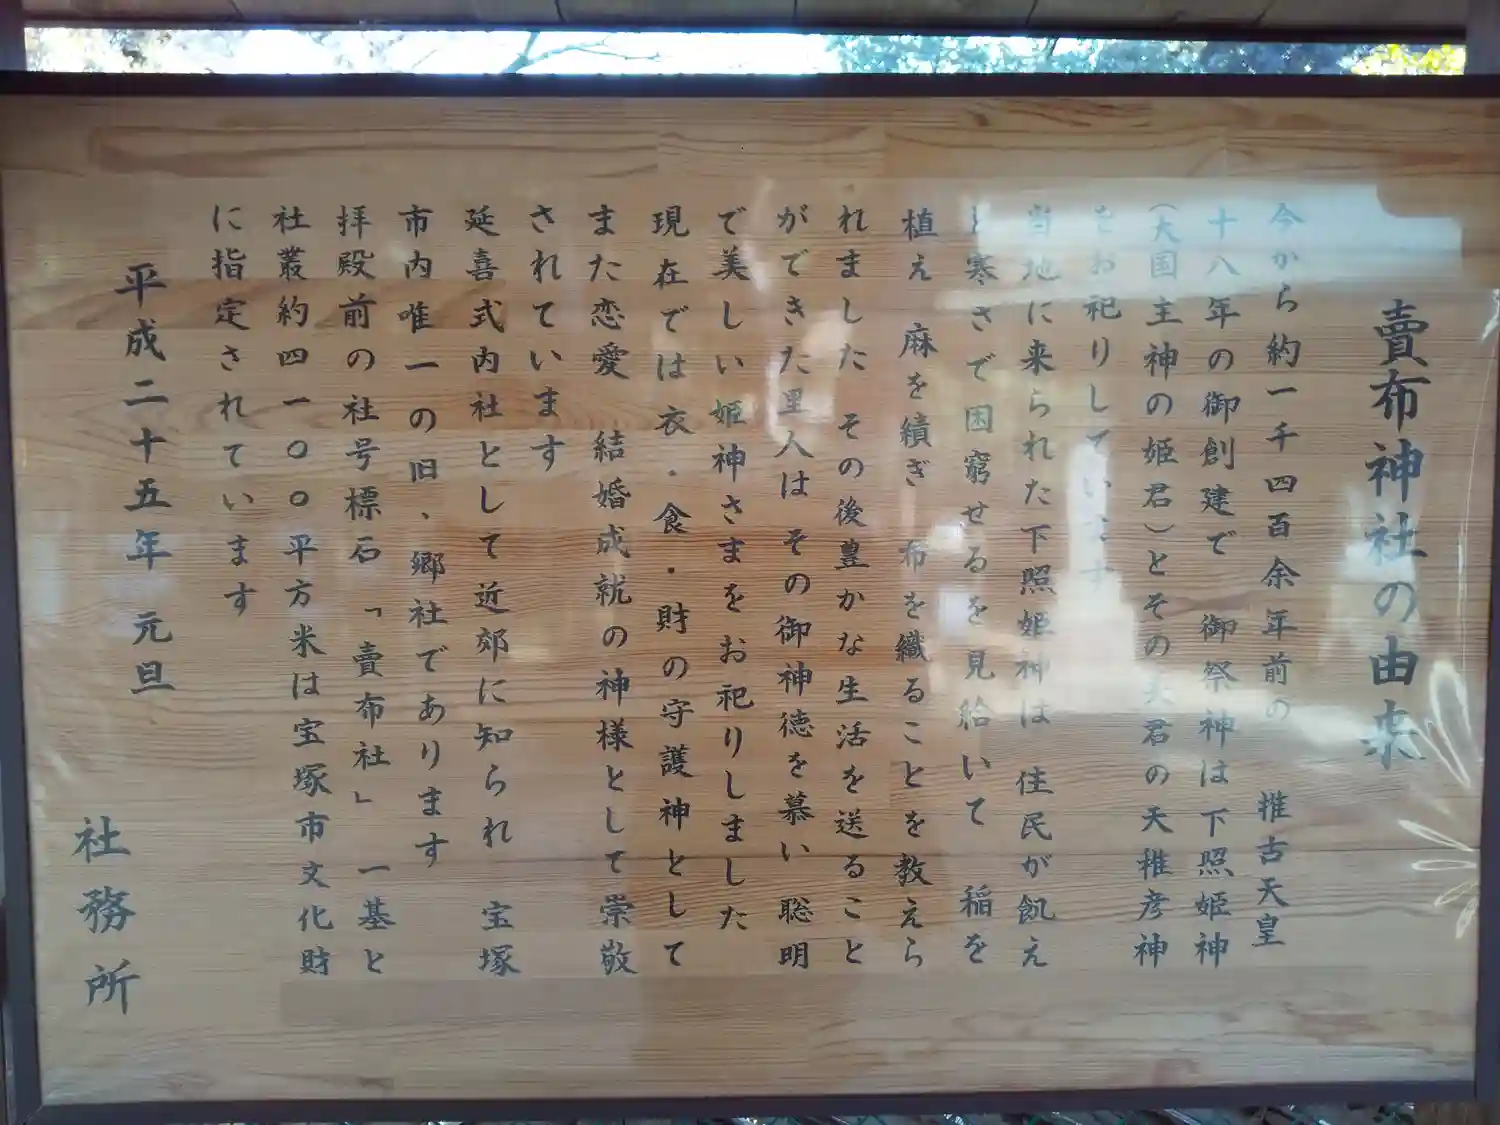 賣布神社の由来
今から約一千四百余年前の　推古天皇
十八年の御創建で　御祭神は下照姫神
（大国主神の姫君）とその夫君の天稚彦神
をお祀りしています
当地に来られた下照姫神は　住民が飢え
と寒さで困窮せるを見給いて　稲を
植え　麻を績ぎ　布を織ることを教えら
れました　その後豊かな生活を送ること
ができた里人は　その御神徳を慕い聡明
で美しい姫神さまをお祀りしました
現在では衣・食・財の守護神として
また恋愛　結婚成就の神様として崇敬
されています
延喜式内社として近郊に知られ　宝塚
市内唯一の旧、郷社であります
拝殿前の社号標石「賣布社」一基と
社叢約四一〇〇平方米は宝塚市文化財
に指定されています
平成二十五年元旦
社務所